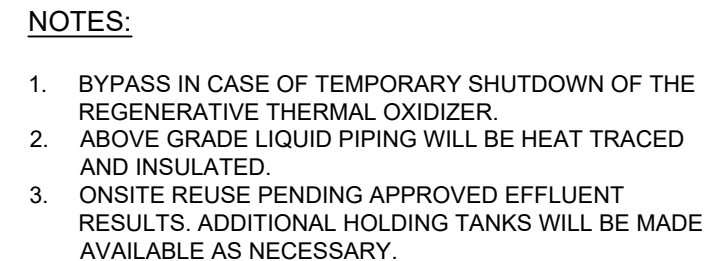 NOTES:
1. BYPASS IN CASE OF TEMPORARY SHUTDOWN OF THE
REGENERATIVE THERMAL OXIDIZER.
2. ABOVE GRADE LIQUID PIPING WILL BE HEAT TRACED
AND INSULATED.
3. ONSITE REUSE PENDING APPROVED EFFLUENT
RESULTS. ADDITIONAL HOLDING TANKS WILL BE MADE
AVAILABLE AS NECESSARY.